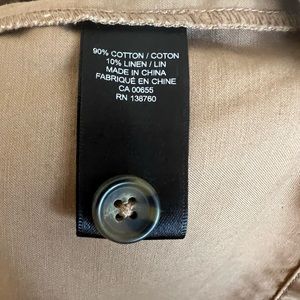 90% COTTON / COTON
10% LINEN / LIN
MADE IN CHINA
FABRIQUÉ EN CHINE
CA 00655
RN 138760